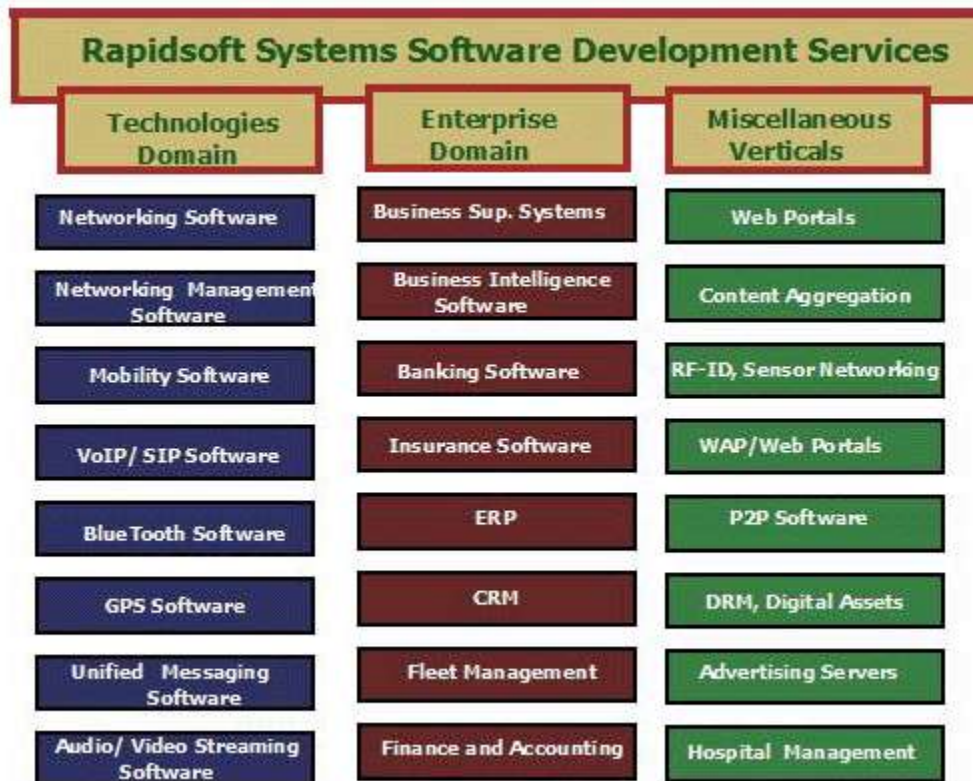 Rapidsoft Systems Software Development Services
Technologies
Domain
Networking Software
Networking Management
Software
Mobility Software
VoIP/ SIP Software
BlueTooth Software
GPS Software
Unified Messaging
Software
Audio/ Video Streaming
Software
Enterprise
Domain
Business Sup. Systems
Business Intelligence
Software
Banking Software
Insurance Software
ERP
CRM
Fleet Management
Finance and Accounting
Miscellaneous
Verticals
Web Portals
Content Aggregation
RF-ID, Sensor Networking
WAP/Web Portals
P2P Software
DRM, Digital Assets
Advertising Servers
Hospital Management